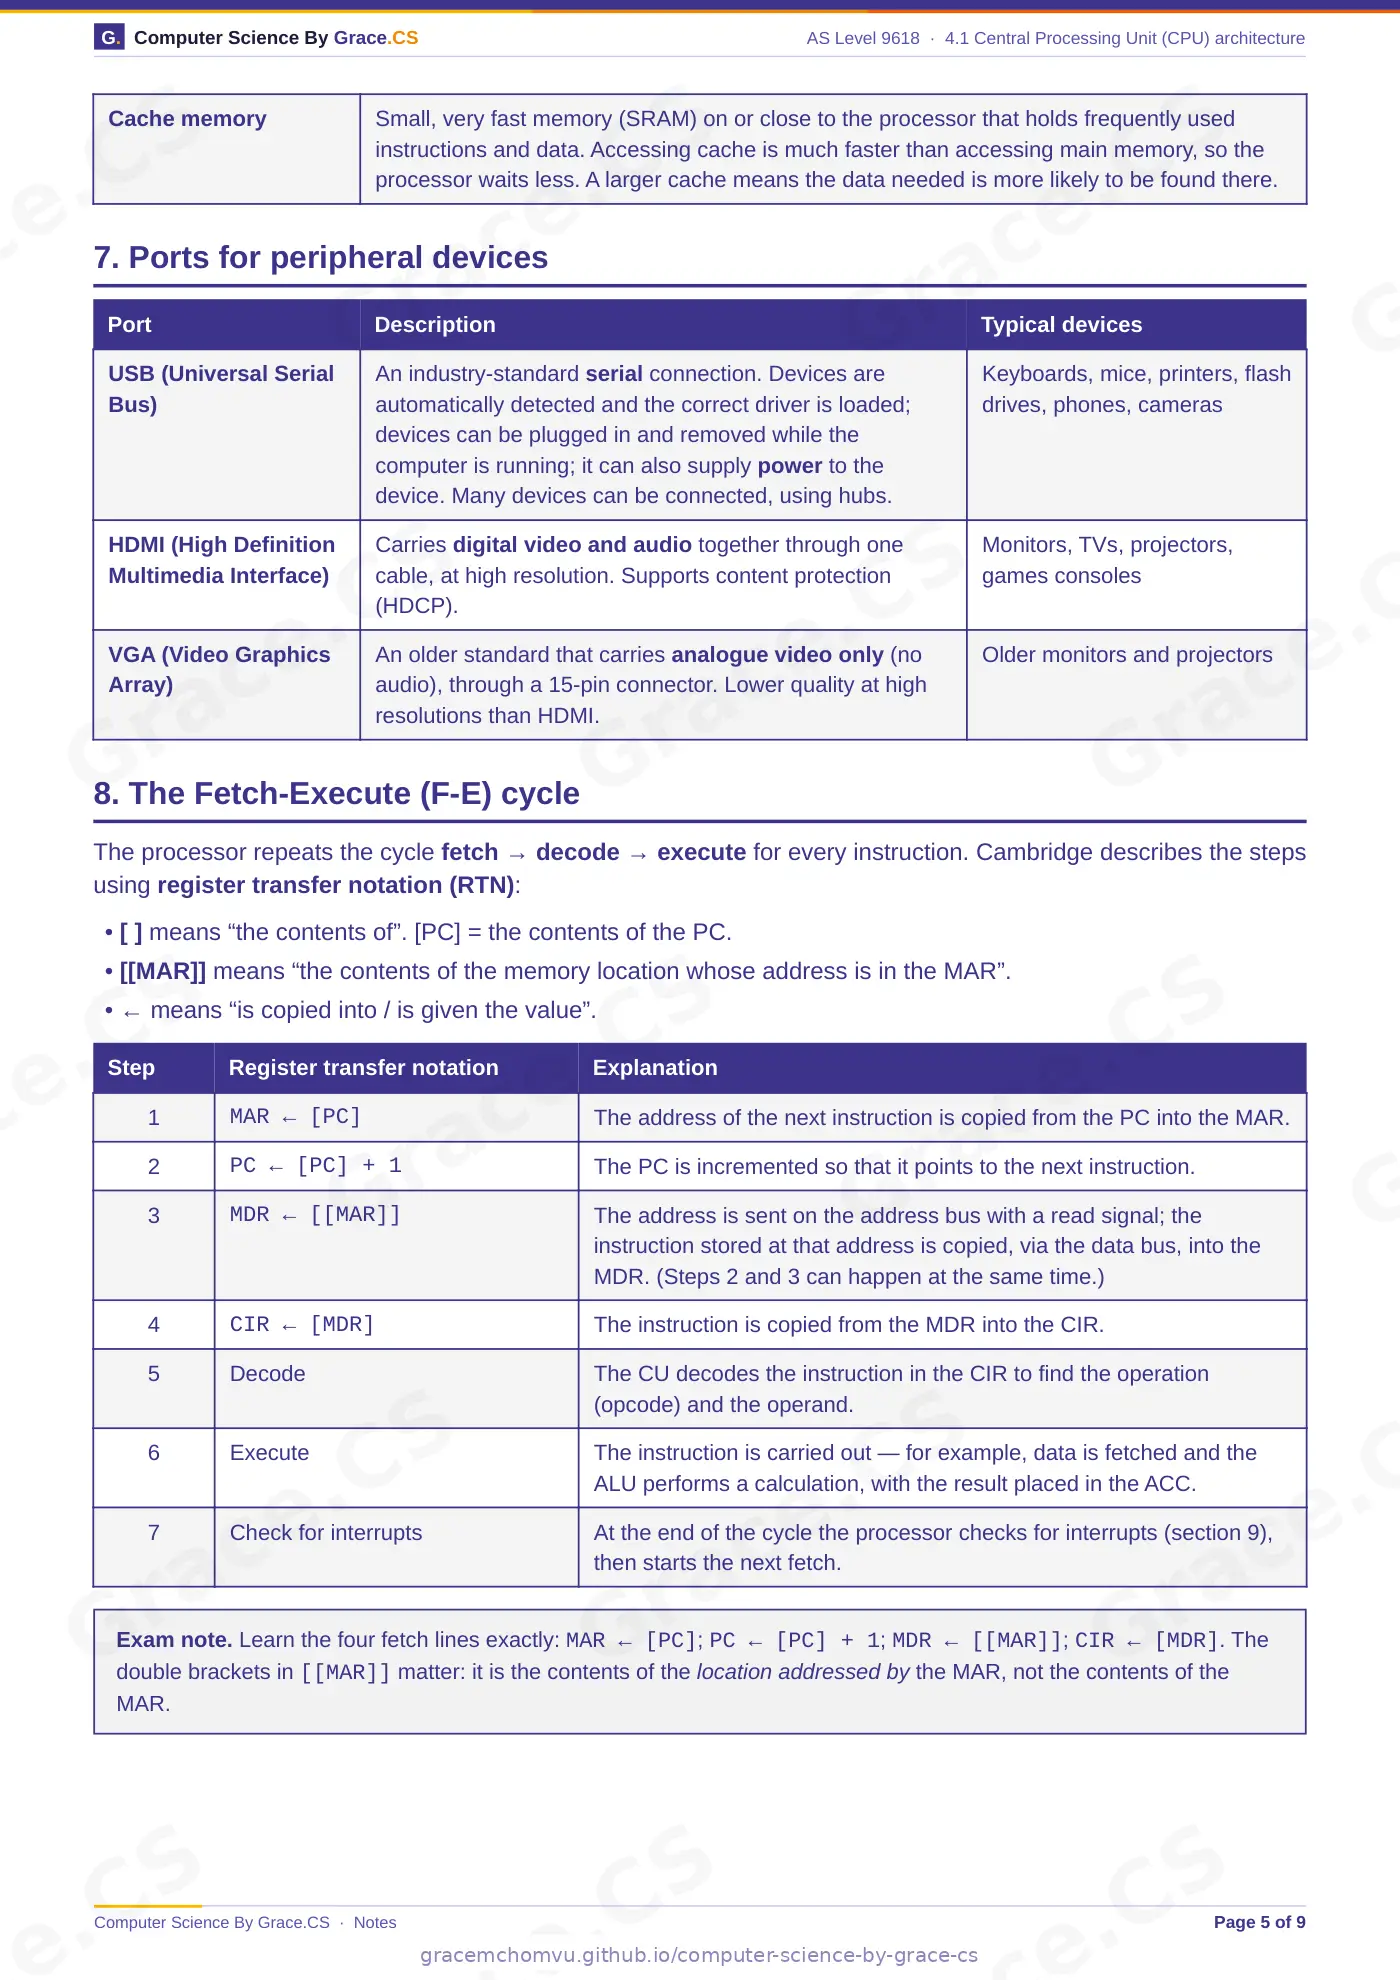 G. Computer Science By Grace.CS
AS Level 9618 · 4.1 Central Processing Unit (CPU) architecture
Cache memory
Small, very fast memory (SRAM) on or close to the processor that holds frequently used
instructions and data. Accessing cache is much faster than accessing main memory, so the
processor waits less. A larger cache means the data needed is more likely to be found there.
7. Ports for peripheral devices
Port
Description
Typical devices
USB (Universal Serial
Bus)
An industry-standard serial connection. Devices are
automatically detected and the correct driver is loaded;
devices can be plugged in and removed while the
computer is running; it can also supply power to the
device. Many devices can be connected, using hubs.
Keyboards, mice, printers, flash
drives, phones, cameras
HDMI (High Definition
Multimedia Interface)
Carries digital video and audio together through one
cable, at high resolution. Supports content protection
(HDCP).
Monitors, TVs, projectors,
games consoles
VGA (Video Graphics
Array)
An older standard that carries analogue video only (no
audio), through a 15-pin connector. Lower quality at high
resolutions than HDMI.
Older monitors and projectors
8. The Fetch-Execute (F-E) cycle
The processor repeats the cycle fetch → decode → execute for every instruction. Cambridge describes the steps
using register transfer notation (RTN):
• [ ] means “the contents of”. [PC] = the contents of the PC.
• [[MAR]] means “the contents of the memory location whose address is in the MAR”.
• ← means “is copied into / is given the value”.
Step
Register transfer notation
Explanation
1
MAR ← [PC]
The address of the next instruction is copied from the PC into the MAR.
2
PC ← [PC] + 1
The PC is incremented so that it points to the next instruction.
3
MDR ← [[MAR]]
The address is sent on the address bus with a read signal; the
instruction stored at that address is copied, via the data bus, into the
MDR. (Steps 2 and 3 can happen at the same time.)
4
CIR ← [MDR]
The instruction is copied from the MDR into the CIR.
5
Decode
The CU decodes the instruction in the CIR to find the operation
(opcode) and the operand.
6
Execute
The instruction is carried out — for example, data is fetched and the
ALU performs a calculation, with the result placed in the ACC.
7
Check for interrupts
At the end of the cycle the processor checks for interrupts (section 9),
then starts the next fetch.
Exam note. Learn the four fetch lines exactly: MAR ← [PC]; PC ← [PC] + 1; MDR ← [[MAR]]; CIR ← [MDR]. The
double brackets in [[MAR]] matter: it is the contents of the location addressed by the MAR, not the contents of the
MAR.
Computer Science By Grace.CS · Notes
Page 5 of 9
gracemchomvu.github.io/computer-science-by-grace-cs